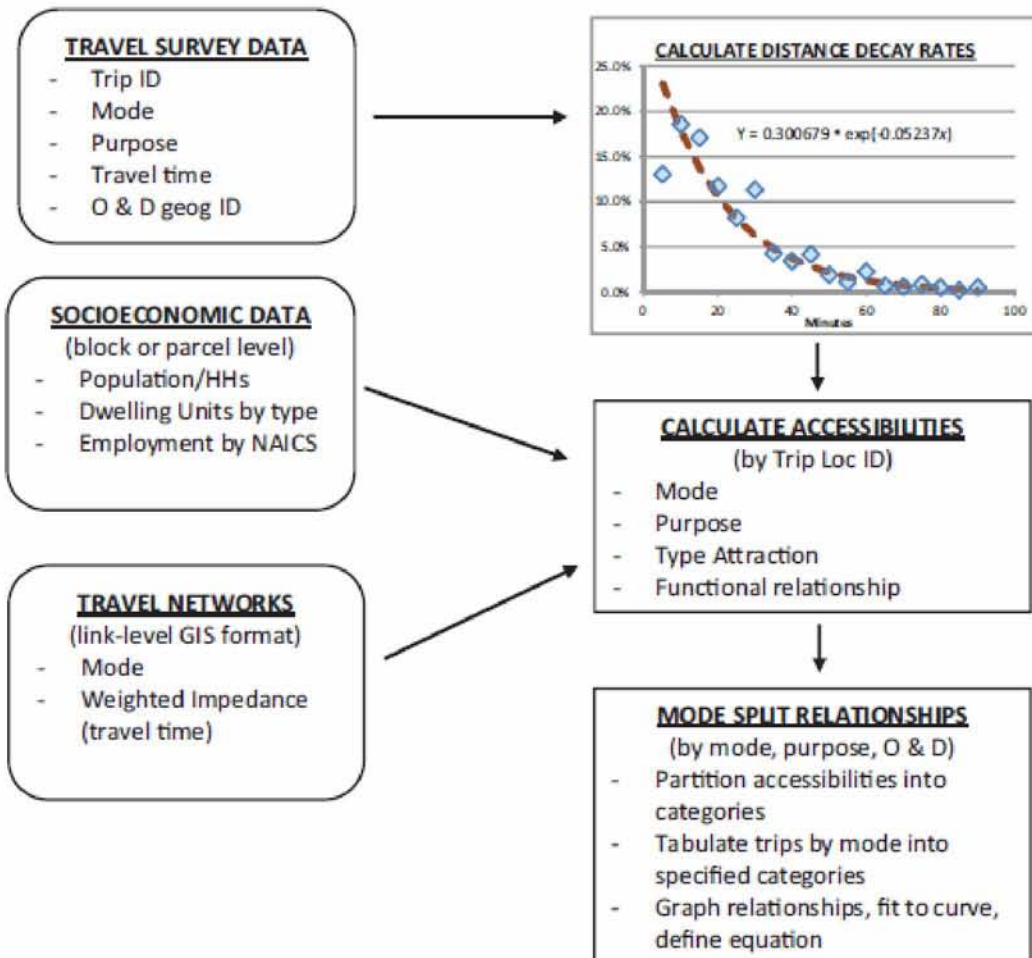 TRAVEL SURVEY DATA
- Trip ID
- Mode
- Purpose
- Travel time
- O & D geog ID
CALCULATE DISTANCE DECAY RATES
25.0%
20.0%
15.0%
10.0%
5.0%
0.0%
Y = 0.300679 * exp[-0.05237x]
0
20
40
60
80
100
Minutes
SOCIOECONOMIC DATA
(block or parcel level)
- Population/HHs
- Dwelling Units by type
- Employment by NAICS
CALCULATE ACCESSIBILITIES
(by Trip Loc ID)
- Mode
- Purpose
- Type Attraction
- Functional relationship
TRAVEL NETWORKS
(link-level GIS format)
- Mode
- Weighted Impedance
(travel time)
MODE SPLIT RELATIONSHIPS
(by mode, purpose, O & D)
- Partition accessibilities into
categories
- Tabulate trips by mode into
specified categories
- Graph relationships, fit to curve,
define equation